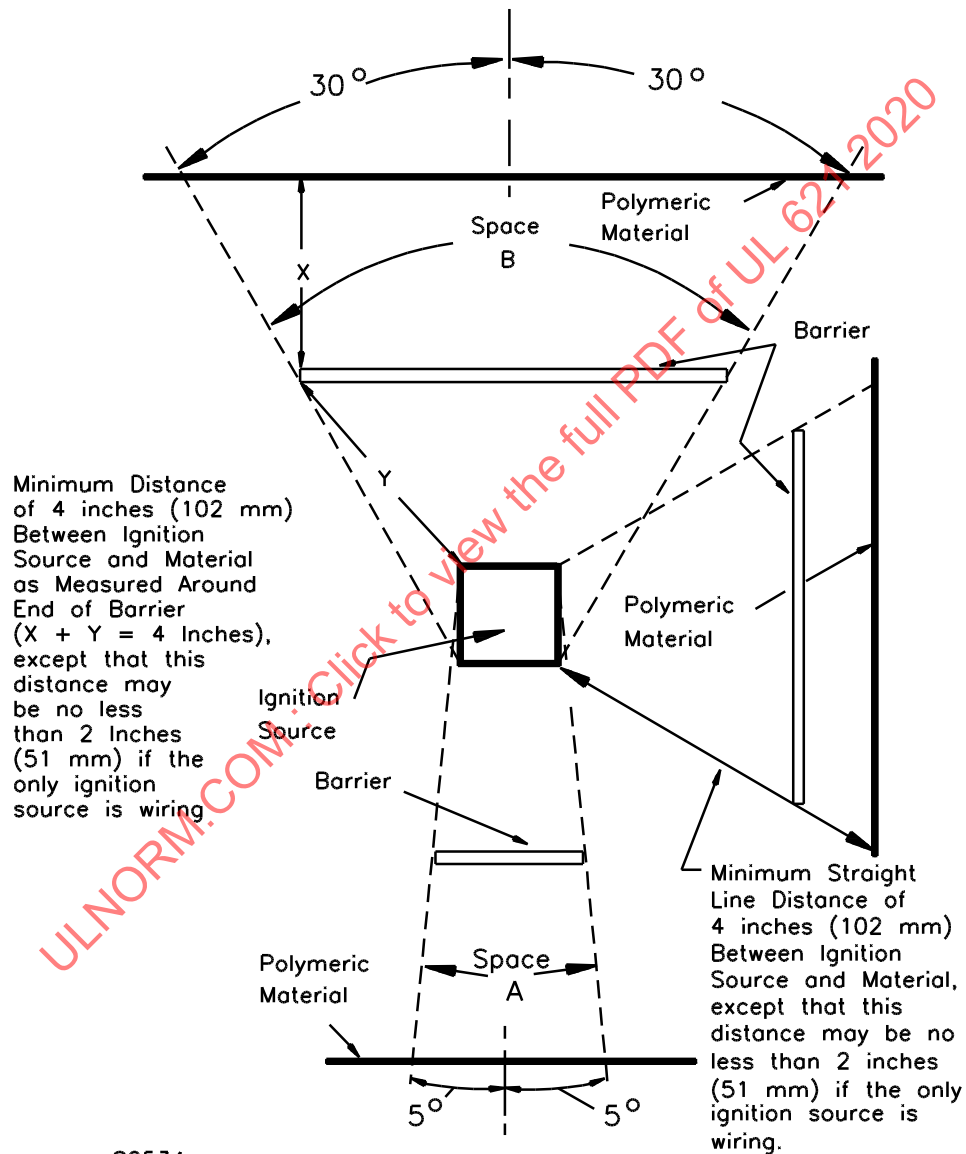 30°
30°
Polymeric
Material
Space
B
X
Barrier
Y
Minimum Distance
of 4 inches (102 mm)
Between Ignition
Source and Material
as Measured Around
End of Barrier
(X + Y = 4 Inches),
except that this
distance may
be no less
than 2 Inches
(51 mm) if the
only ignition
source is wiring
Polymeric
Material
Ignition
Source
Barrier
Minimum Straight
Line Distance of
4 inches (102 mm)
Between Ignition
Source and Material,
except that this
distance may be no
less than 2 inches
(51 mm) if the only
ignition source is
wiring.
Space
A
Polymeric
Material
5°
5°
ULNORM.COM : Click to view the full PDF of UL 621 2020